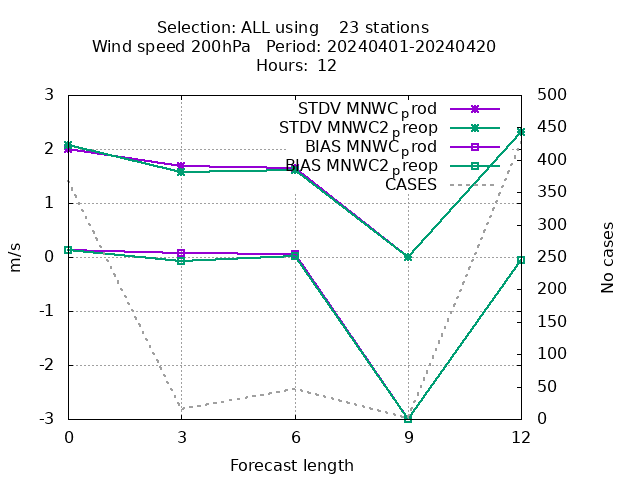 Selection: ALL using    23 stations
Wind speed 200hPa   Period: 20240401-20240420
Hours: 12
STDV MNWC_prod
STDV MNWC2_preop
BIAS MNWC_prod
BIAS MNWC2_preop
CASES
3
2
1
0
-1
-2
-3
m/s
500
450
400
350
300
250
200
150
100
50
0
No cases
0 3 6 9 12
Forecast length